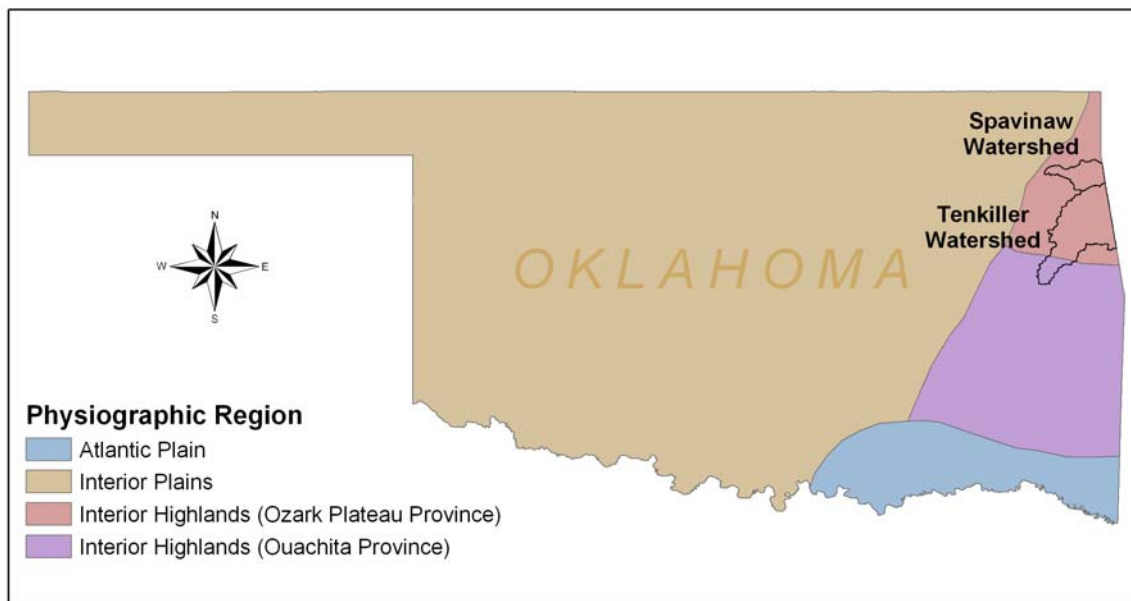 Spavinaw
Watershed
Tenkiller
Watershed
OKLAHOMA
N
W
E
S
Physiographic Region
Atlantic Plain
Interior Plains
Interior Highlands (Ozark Plateau Province)
Interior Highlands (Ouachita Province)